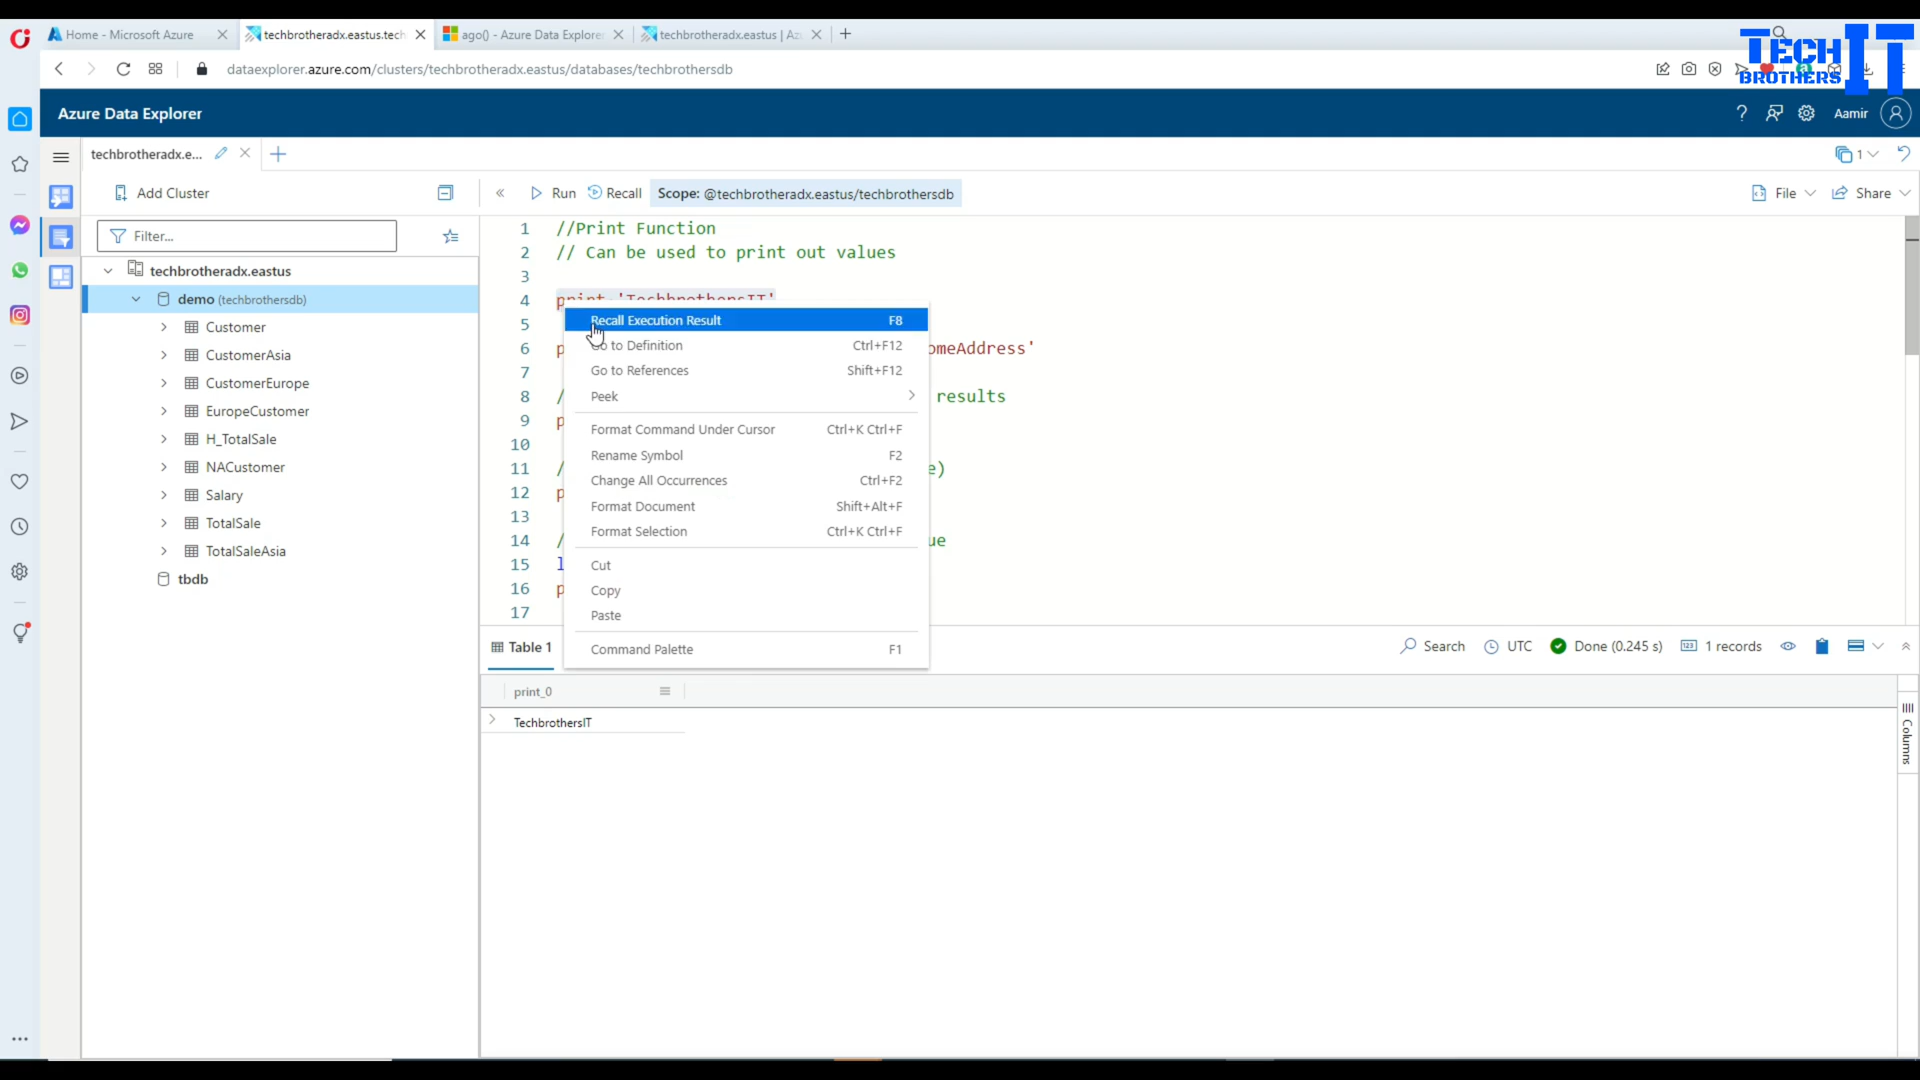 Home - Microsoft Azure
techbrotheradx.eastus.tech
ago() - Azure Data Explorer
techbrotheradx.eastus | Az
TECH
BROTHERS
IT
dataexplorer.azure.com/clusters/techbrotheradx.eastus/databases/techbrothersdb
Azure Data Explorer
Aamir
techbrotheradx.e...
1
Add Cluster
Run
Recall
Scope: @techbrotheradx.eastus/techbrothersdb
File
Share
Filter...
techbrotheradx.eastus
demo (techbrothersdb)
Customer
CustomerAsia
CustomerEurope
EuropeCustomer
H_TotalSale
NACustomer
Salary
TotalSale
TotalSaleAsia
tbdb
1 //Print Function
2 // Can be used to print out values
3
4 print 'TechbrothersIT'
5
6 p omeAddress'
7
8 / results
9 p
10
11 / e)
12 p
13
14 / ue
15 l
16 p
17
Recall Execution Result F8
Go to Definition Ctrl+F12
Go to References Shift+F12
Peek
Format Command Under Cursor Ctrl+K Ctrl+F
Rename Symbol F2
Change All Occurrences Ctrl+F2
Format Document Shift+Alt+F
Format Selection Ctrl+K Ctrl+F
Cut
Copy
Paste
Command Palette F1
Table 1
Search
UTC
Done (0.245 s)
1 records
print_0
TechbrothersIT
Columns